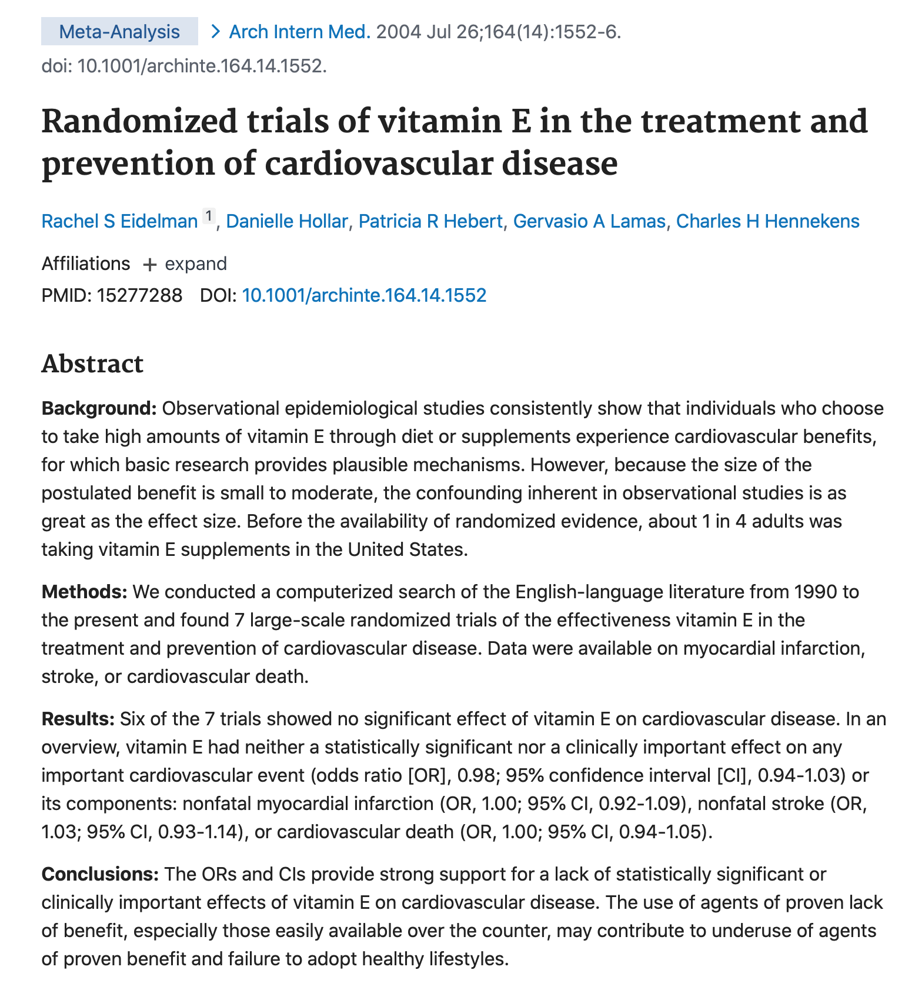 Meta-Analysis > Arch Intern Med. 2004 Jul 26;164(14):1552-6.
doi: 10.1001/archinte.164.14.1552.
Randomized trials of vitamin E in the treatment and
prevention of cardiovascular disease
Rachel S Eidelman 1, Danielle Hollar, Patricia R Hebert, Gervasio A Lamas, Charles H Hennekens
Affiliations + expand
PMID: 15277288 DOI: 10.1001/archinte.164.14.1552
Abstract
Background: Observational epidemiological studies consistently show that individuals who choose
to take high amounts of vitamin E through diet or supplements experience cardiovascular benefits,
for which basic research provides plausible mechanisms. However, because the size of the
postulated benefit is small to moderate, the confounding inherent in observational studies is as
great as the effect size. Before the availability of randomized evidence, about 1 in 4 adults was
taking vitamin E supplements in the United States.
Methods: We conducted a computerized search of the English-language literature from 1990 to
the present and found 7 large-scale randomized trials of the effectiveness vitamin E in the
treatment and prevention of cardiovascular disease. Data were available on myocardial infarction,
stroke, or cardiovascular death.
Results: Six of the 7 trials showed no significant effect of vitamin E on cardiovascular disease. In an
overview, vitamin E had neither a statistically significant nor a clinically important effect on any
important cardiovascular event (odds ratio [OR], 0.98; 95% confidence interval [CI], 0.94-1.03) or
its components: nonfatal myocardial infarction (OR, 1.00; 95% CI, 0.92-1.09), nonfatal stroke (OR,
1.03; 95% CI, 0.93-1.14), or cardiovascular death (OR, 1.00; 95% CI, 0.94-1.05).
Conclusions: The ORs and CIs provide strong support for a lack of statistically significant or
clinically important effects of vitamin E on cardiovascular disease. The use of agents of proven lack
of benefit, especially those easily available over the counter, may contribute to underuse of agents
of proven benefit and failure to adopt healthy lifestyles.